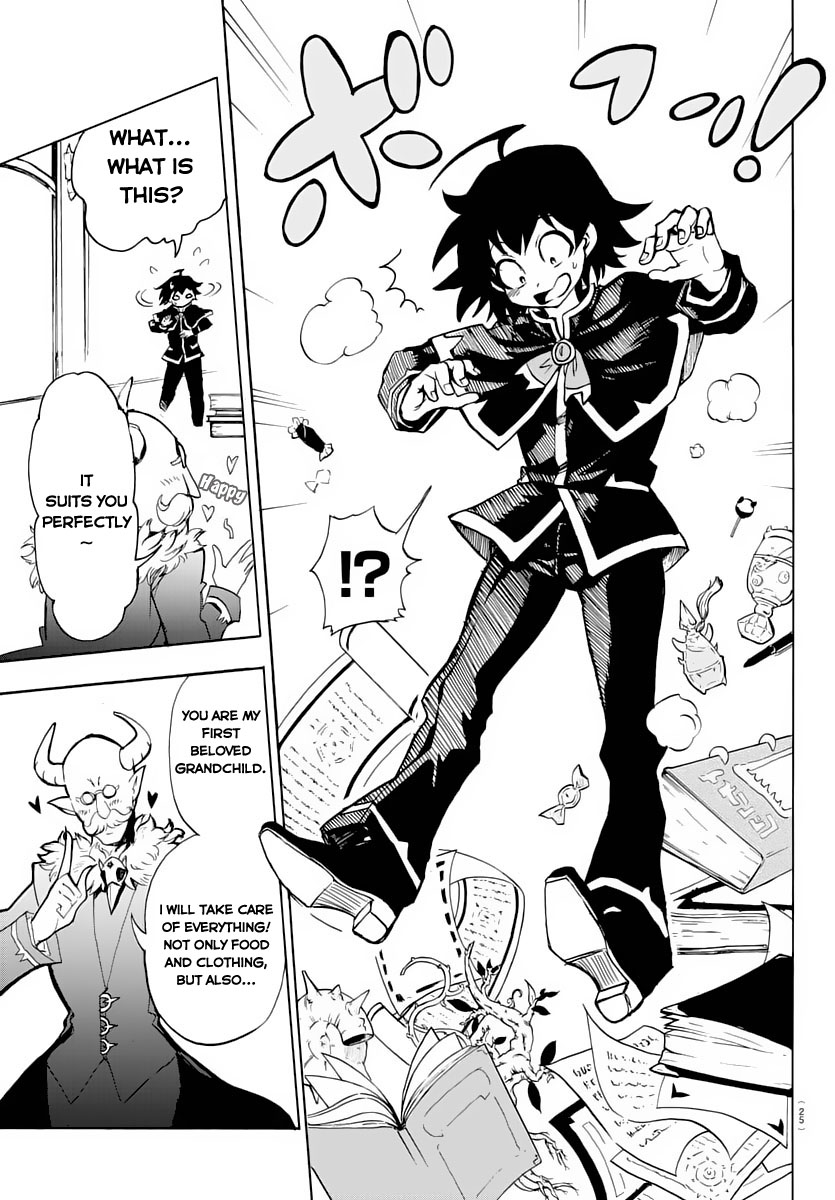 ボンッ!
!?
WHAT...
WHAT IS
THIS?
IT
SUITS YOU
PERFECTLY
~
Happy
YOU ARE MY
FIRST
BELOVED
GRANDCHILD.
I WILL TAKE CARE
OF EVERYTHING!
NOT ONLY FOOD
AND CLOTHING,
BUT ALSO...
(25)